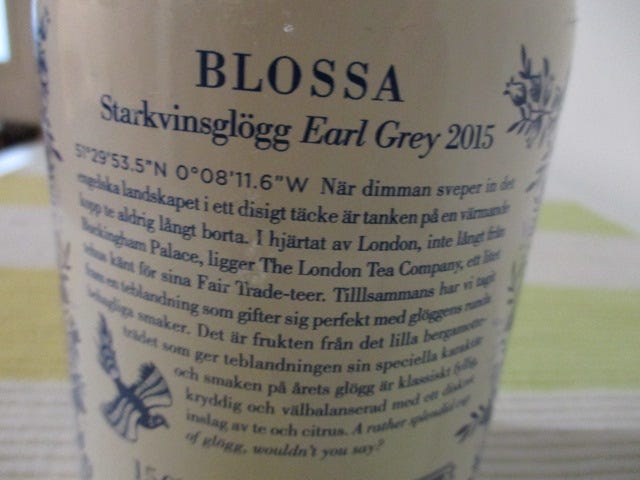 BLOSSA
Starkvinsglögg Earl Grey 2015
51°29'53.5"N 0°08'11.6"W När dimman sveper in det
engelska landskapet i ett disigt täcke är tanken på en värmande
kopp te aldrig långt borta. I hjärtat av London, inte långt från
Buckingham Palace, ligger The London Tea Company, ett litet
tehus känt för sina Fair Trade-teer. Tilllsammans har vi tagit
fram en teblandning som gifter sig perfekt med glöggens runda
behagliga smaker. Det är frukten från det lilla bergamott-
trädet som ger teblandningen sin speciella karaktär
och smaken på årets glögg är klassiskt fyllig,
kryddig och välbalanserad med ett diskret
inslag av te och citrus. A rather splendid cup
of glögg, wouldn't you say?